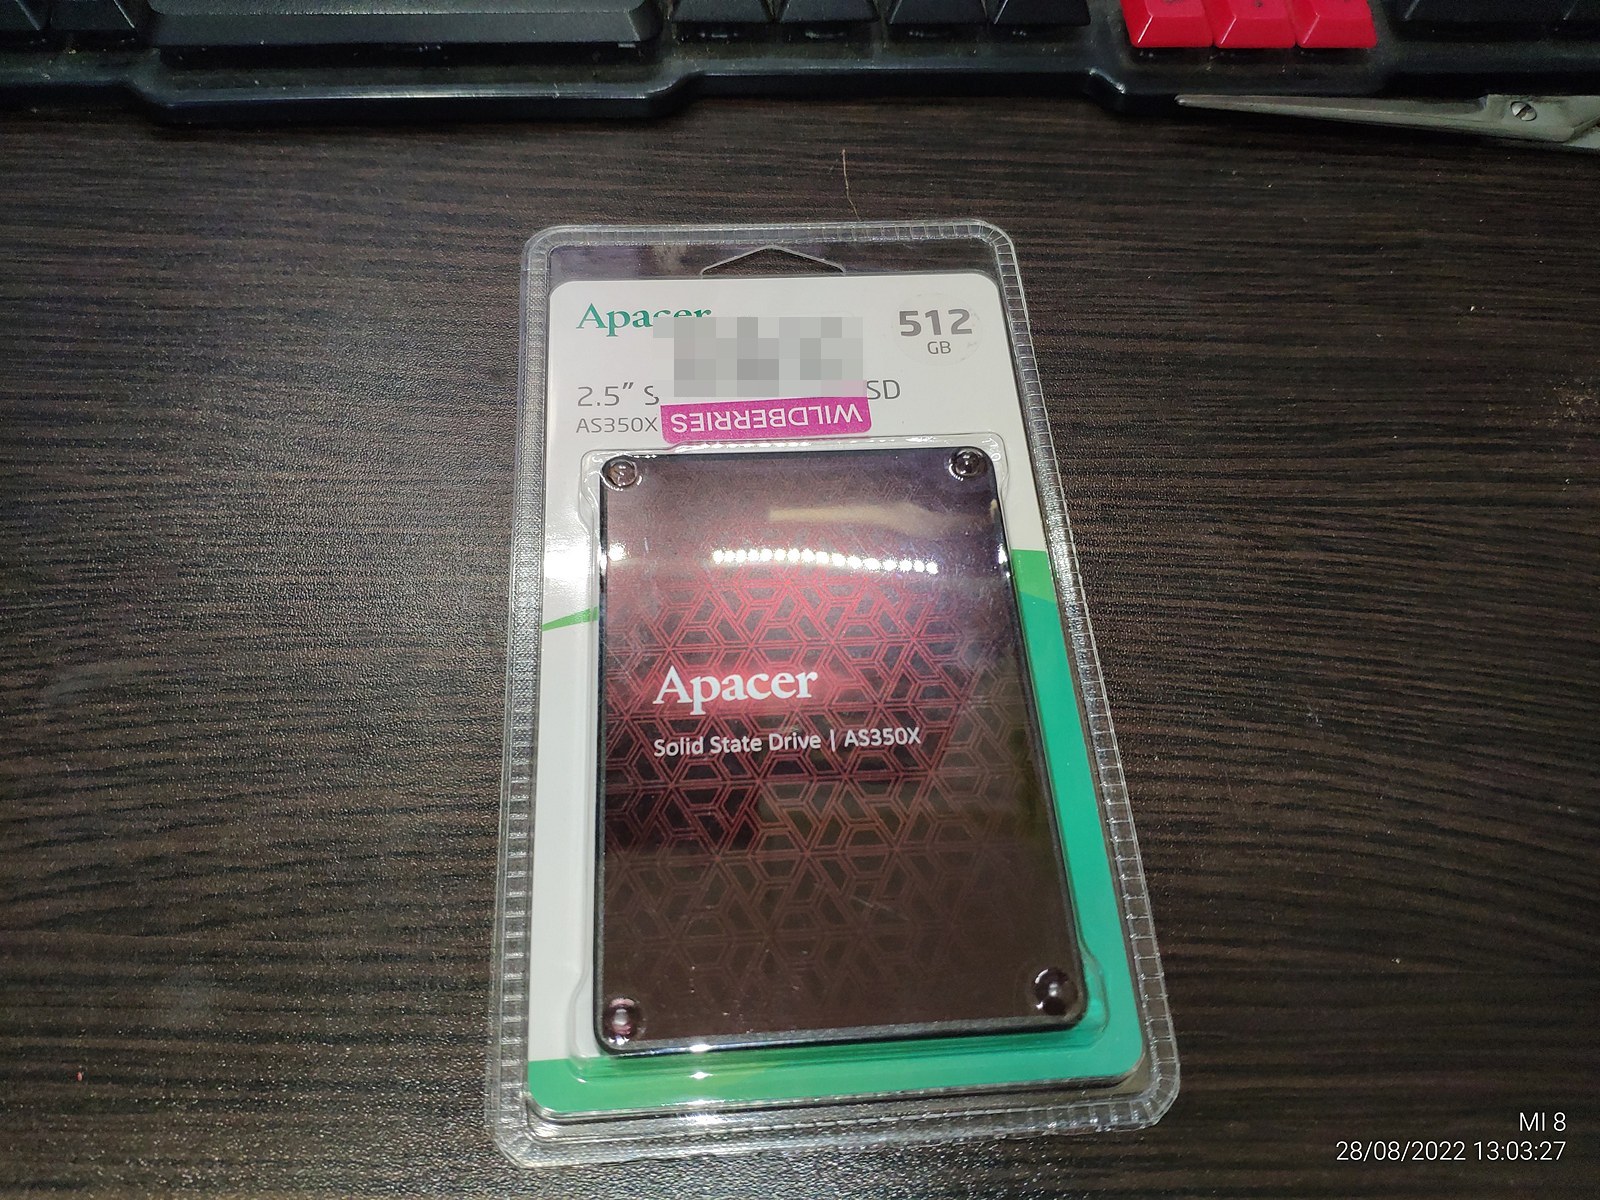 Apacer
512
GB
2.5” S
SD
AS350X
WILDBERRIES
Apacer
Solid State Drive | AS350X
MI 8
28/08/2022 13:03:27